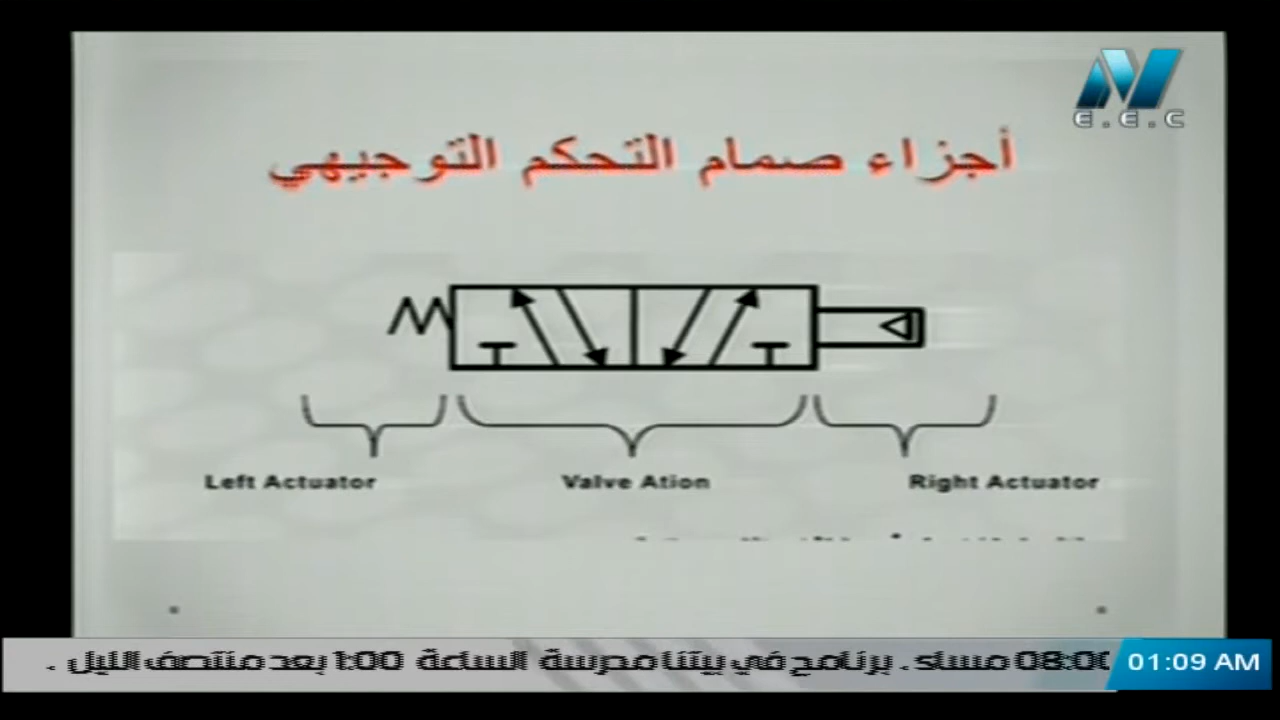 E.E.C
أجزاء صمام التحكم التوجيهي
Left Actuator
Valve Ation
Right Actuator
08:00 مساء . برنامج في بيتنا مدرسة الساعة 1:00 بعد منتصف الليل .
01:09 AM